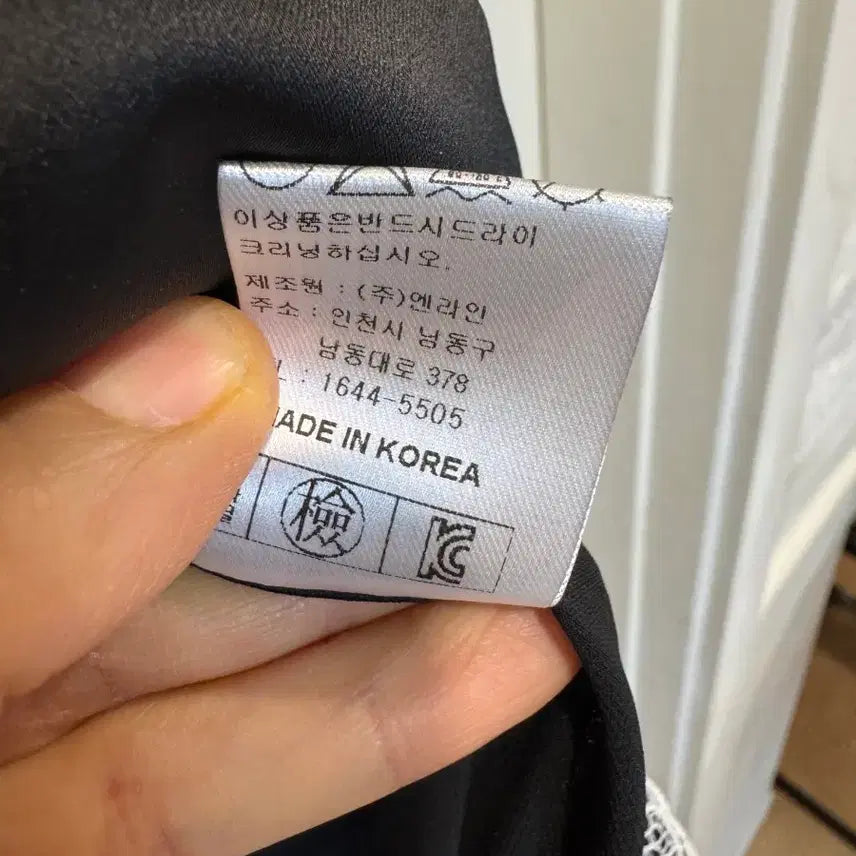 이상품은반드시드라이
크리닝하십시오.
제조원 : (주)엔라인
주소 : 인천시 남동구
남동대로 378
: 1644-5505
MADE IN KOREA
檢
KC